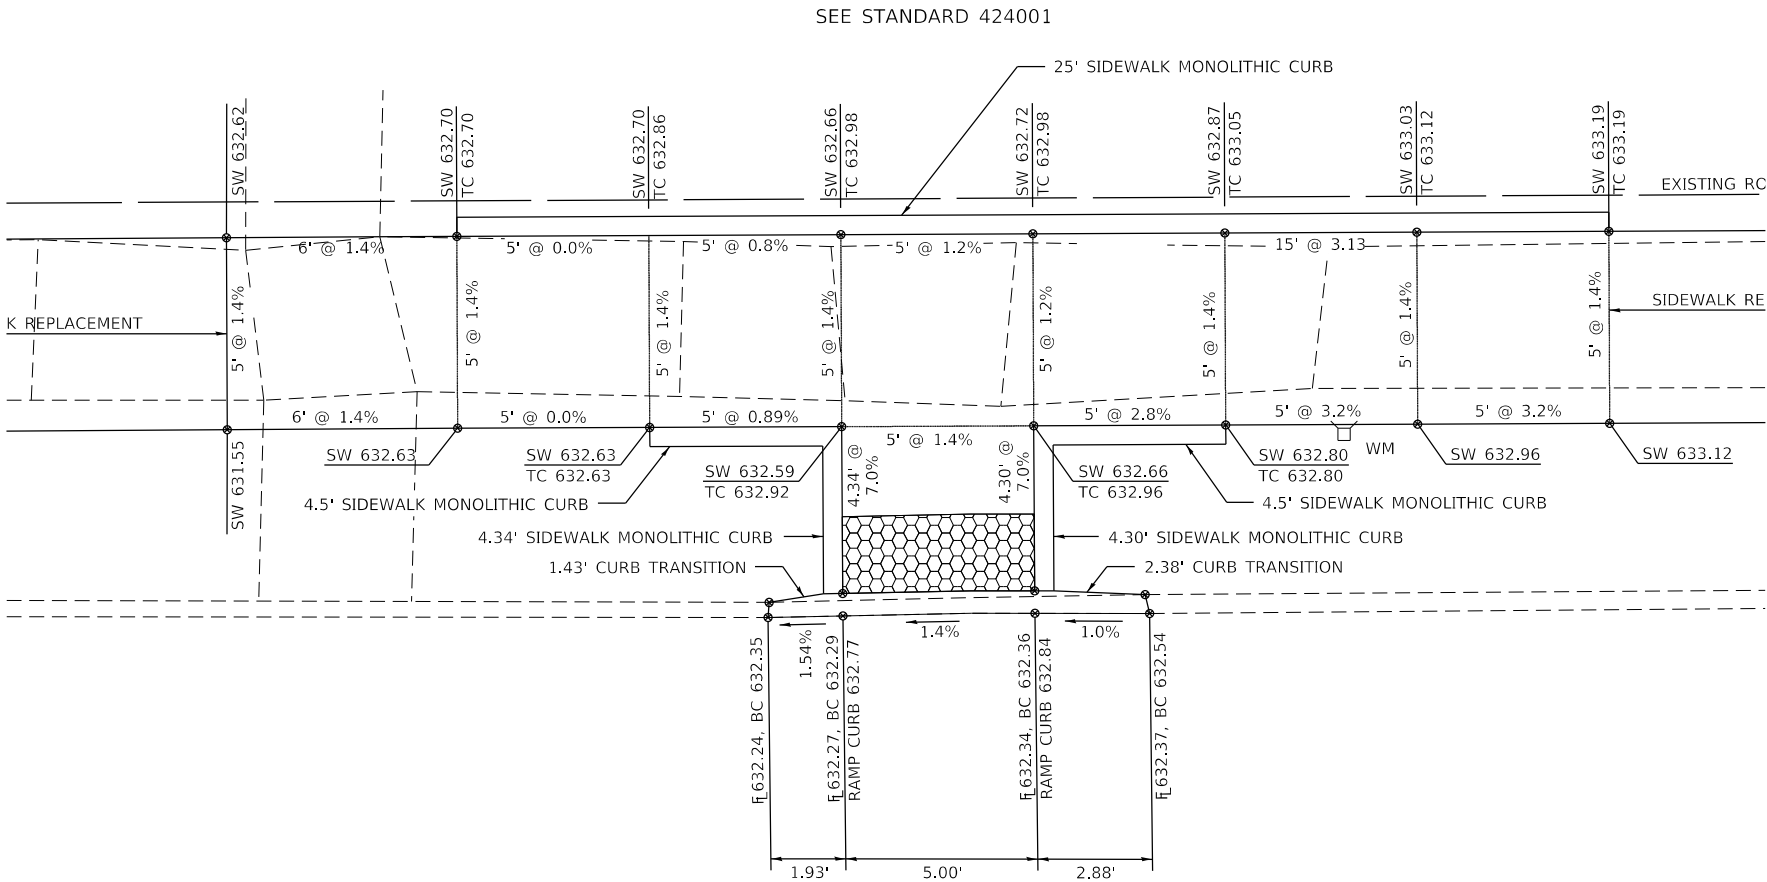 SEE STANDARD 424001
25' SIDEWALK MONOLITHIC CURB
SW 632.62
SW 632.70
TC 632.70
SW 632.70
TC 632.86
SW 632.66
TC 632.98
SW 632.72
TC 632.98
SW 632.87
TC 633.05
SW 633.03
TC 633.12
SW 633.19
TC 633.19
EXISTING RO
6' @ 1.4%
5' @ 0.0%
5' @ 0.8%
5' @ 1.2%
15' @ 3.13
K REPLACEMENT
5' @ 1.4%
5' @ 1.4%
5' @ 1.4%
5' @ 1.4%
5' @ 1.2%
5' @ 1.4%
5' @ 1.4%
5' @ 1.4%
SIDEWALK RE
6' @ 1.4%
5' @ 0.0%
5' @ 0.89%
5' @ 1.4%
5' @ 2.8%
5' @ 3.2%
5' @ 3.2%
SW 631.55
SW 632.63
SW 632.63
TC 632.63
SW 632.59
TC 632.92
4.34' @
7.0%
4.30' @
7.0%
SW 632.66
TC 632.96
SW 632.80
TC 632.80
WM
SW 632.96
SW 633.12
4.5' SIDEWALK MONOLITHIC CURB
4.5' SIDEWALK MONOLITHIC CURB
4.34' SIDEWALK MONOLITHIC CURB
4.30' SIDEWALK MONOLITHIC CURB
1.43' CURB TRANSITION
2.38' CURB TRANSITION
1.54%
1.4%
1.0%
FL 632.24, BC 632.35
FL 632.27, BC 632.29
RAMP CURB 632.77
FL 632.34, BC 632.36
RAMP CURB 632.84
FL 632.37, BC 632.54
1.93'
5.00'
2.88'